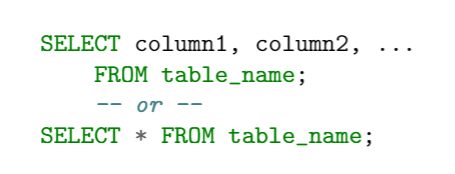 SELECT column1, column2, ...
FROM table_name;
-- or --
SELECT * FROM table_name;